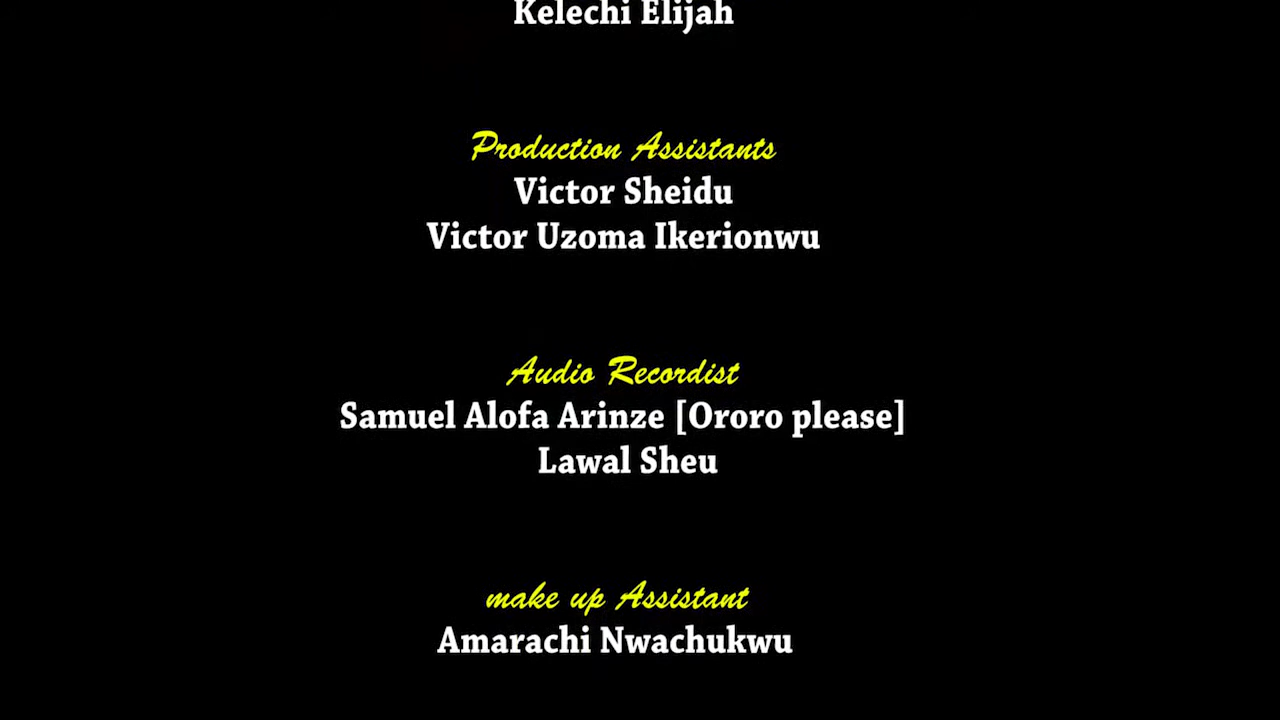 Kelechi Elijah
Production Assistants
Victor Sheidu
Victor Uzoma Ikerionwu
Audio Recordist
Samuel Alofa Arinze [Ororo please]
Lawal Sheu
make up Assistant
Amarachi Nwachukwu